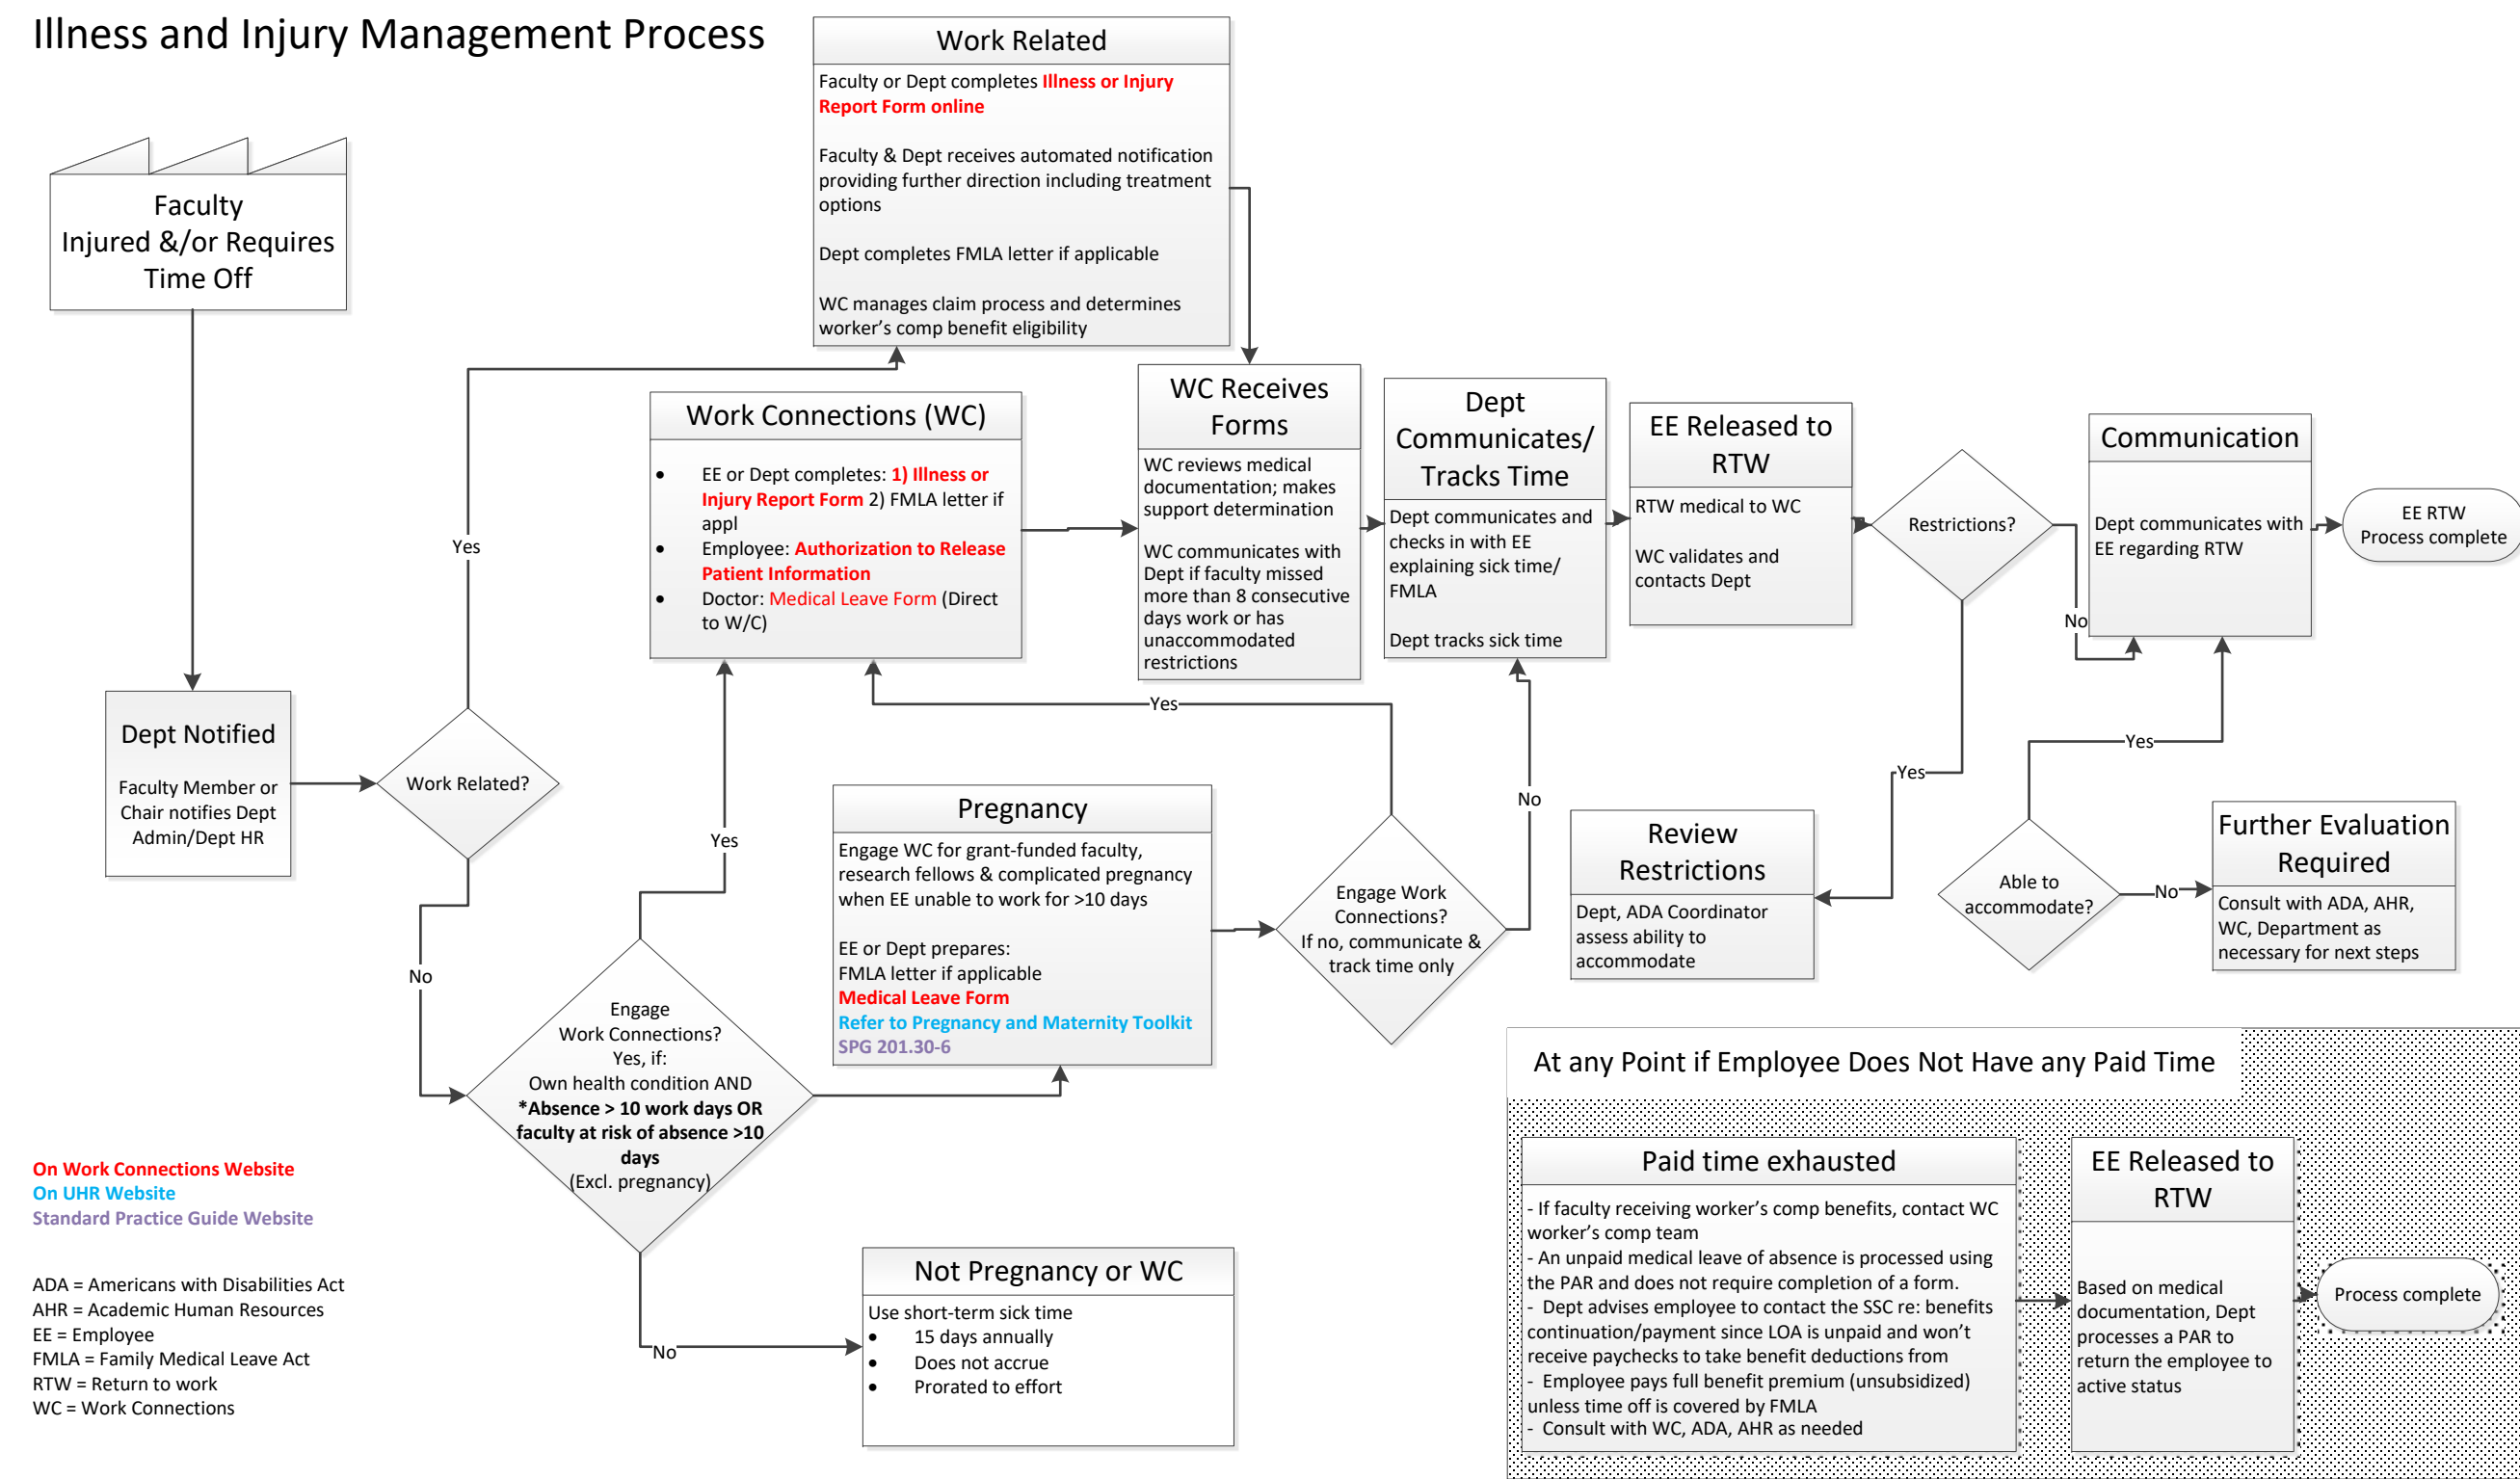 Illness and Injury Management Process
Work Related
Faculty or Dept completes Illness or Injury
Report Form online
Faculty & Dept receives automated notification
providing further direction including treatment
options
Dept completes FMLA letter if applicable
WC manages claim process and determines
worker’s comp benefit eligibility
Faculty
Injured &/or Requires
Time Off
Dept Notified
Faculty Member or
Chair notifies Dept
Admin/Dept HR
Work Related?
Yes
No
Work Connections (WC)
• EE or Dept completes: 1) Illness or
Injury Report Form 2) FMLA letter if
appl
• Employee: Authorization to Release
Patient Information
• Doctor: Medical Leave Form (Direct
to W/C)
WC Receives
Forms
WC reviews medical
documentation; makes
support determination
WC communicates with
Dept if faculty missed
more than 8 consecutive
days work or has
unaccommodated
restrictions
Dept
Communicates/
Tracks Time
Dept communicates and
checks in with EE
explaining sick time/
FMLA
Dept tracks sick time
EE Released to
RTW
RTW medical to WC
WC validates and
contacts Dept
Restrictions?
No
Yes
Communication
Dept communicates with
EE regarding RTW
EE RTW
Process complete
Engage
Work Connections?
Yes, if:
Own health condition AND
*Absence > 10 work days OR
faculty at risk of absence >10
days
(Excl. pregnancy)
Yes
No
Pregnancy
Engage WC for grant-funded faculty,
research fellows & complicated pregnancy
when EE unable to work for >10 days
EE or Dept prepares:
FMLA letter if applicable
Medical Leave Form
Refer to Pregnancy and Maternity Toolkit
SPG 201.30-6
Engage Work
Connections?
If no, communicate &
track time only
Yes
No
Review
Restrictions
Dept, ADA Coordinator
assess ability to
accommodate
Able to
accommodate?
Yes
No
Further Evaluation
Required
Consult with ADA, AHR,
WC, Department as
necessary for next steps
Not Pregnancy or WC
Use short-term sick time
• 15 days annually
• Does not accrue
• Prorated to effort
At any Point if Employee Does Not Have any Paid Time
Paid time exhausted
- If faculty receiving worker’s comp benefits, contact WC
worker’s comp team
- An unpaid medical leave of absence is processed using
the PAR and does not require completion of a form.
- Dept advises employee to contact the SSC re: benefits
continuation/payment since LOA is unpaid and won’t
receive paychecks to take benefit deductions from
- Employee pays full benefit premium (unsubsidized)
unless time off is covered by FMLA
- Consult with WC, ADA, AHR as needed
EE Released to
RTW
Based on medical
documentation, Dept
processes a PAR to
return the employee to
active status
Process complete
On Work Connections Website
On UHR Website
Standard Practice Guide Website
ADA = Americans with Disabilities Act
AHR = Academic Human Resources
EE = Employee
FMLA = Family Medical Leave Act
RTW = Return to work
WC = Work Connections